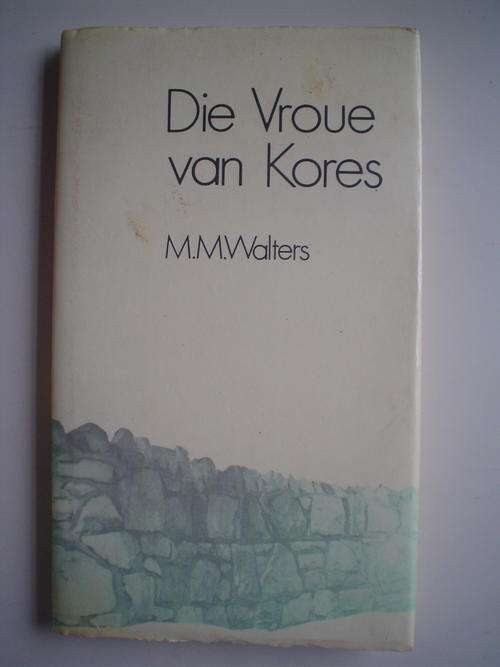 Die Vroue
van Kores
M.M.Walters